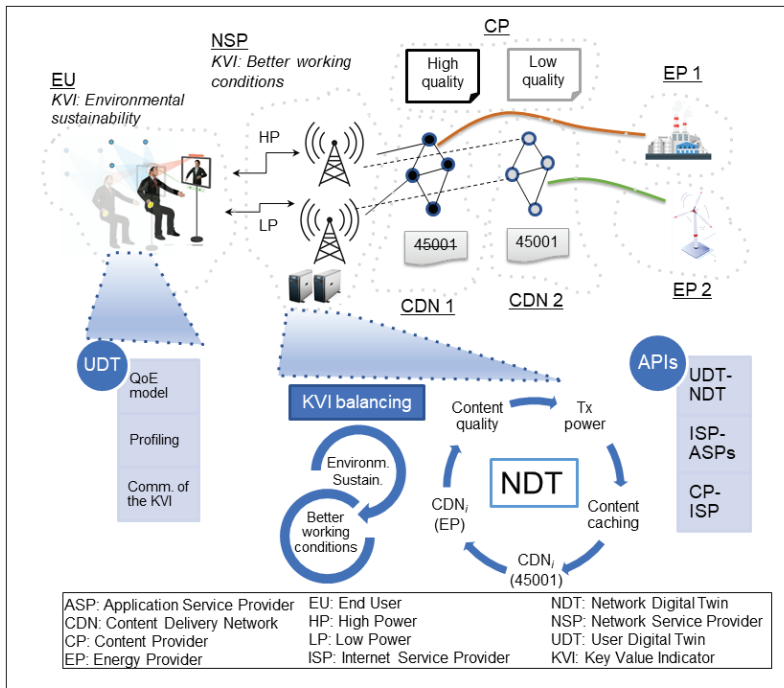 NSP
KVI: Better working
conditions
CP
High
quality
Low
quality
EU
KVI: Environmental
sustainability
EP 1
HP
LP
45001
45001
EP 2
CDN 1
CDN 2
UDT
QoE
model
Profiling
Comm. of
the KVI
KVI balancing
Environm.
Sustain.
Better
working
conditions
Content
quality
Tx
power
NDT
Content
caching
CDNi
(45001)
CDNi
(EP)
APIs
UDT-
NDT
ISP-
ASPs
CP-
ISP
ASP: Application Service Provider
CDN: Content Delivery Network
CP: Content Provider
EP: Energy Provider
EU: End User
HP: High Power
LP: Low Power
ISP: Internet Service Provider
NDT: Network Digital Twin
NSP: Network Service Provider
UDT: User Digital Twin
KVI: Key Value Indicator